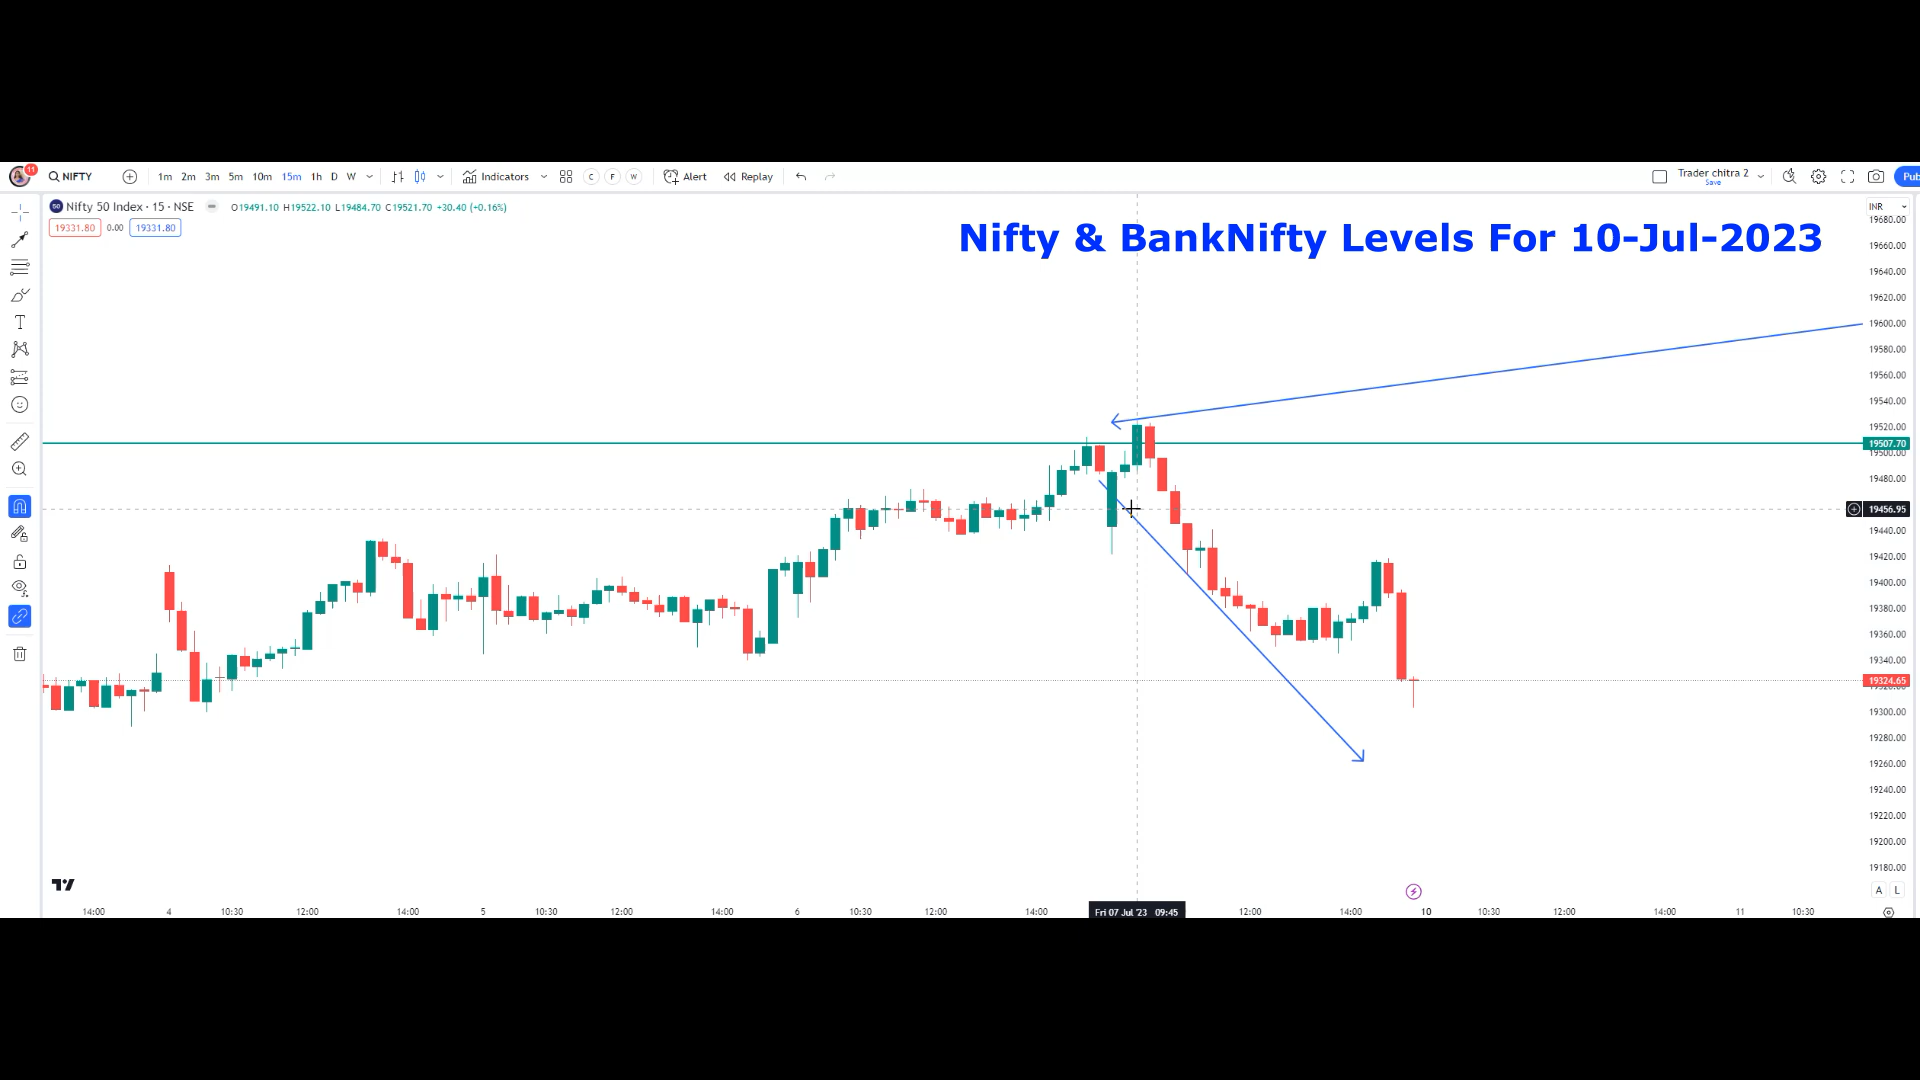 11
NIFTY
1m 2m 3m 5m 10m 15m 1h D W
Indicators
C F W
Alert
Replay
Trader chitra 2
Save
Pub
50 Nifty 50 Index · 15 · NSE
O19491.10 H19522.10 L19484.70 C19521.70 +30.40 (+0.16%)
19331.80 0.00 19331.80
Nifty & BankNifty Levels For 10-Jul-2023
INR
19680.00
19660.00
19640.00
19620.00
19600.00
19580.00
19560.00
19540.00
19520.00
19507.70
19500.00
19480.00
19456.95
19440.00
19420.00
19400.00
19380.00
19360.00
19340.00
19324.65
19300.00
19280.00
19260.00
19240.00
19220.00
19200.00
19180.00
A L
14:00 4 10:30 12:00 14:00 5 10:30 12:00 14:00 6 10:30 12:00 14:00 Fri 07 Jul '23 09:45 12:00 14:00 10 10:30 12:00 14:00 11 10:30